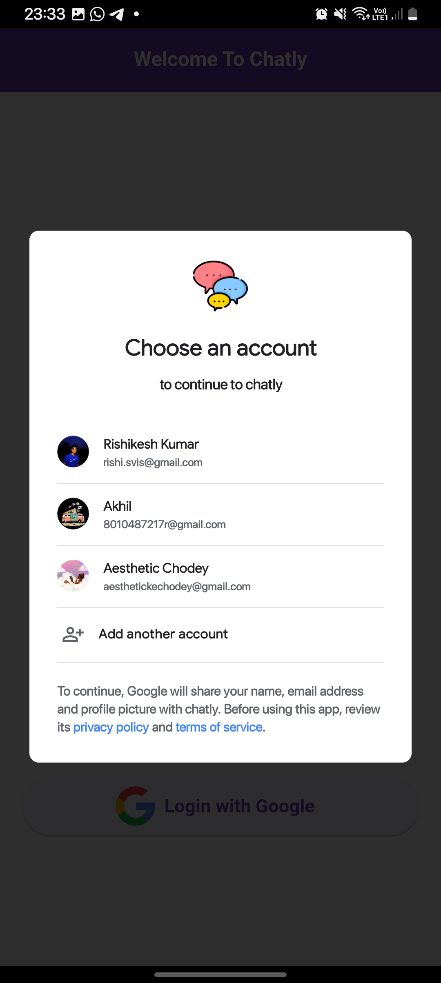 23:33
Vo)
LTE1
Welcome To Chatly
Choose an account
to continue to chatly
Rishikesh Kumar
rishi.svis@gmail.com
Akhil
8010487217r@gmail.com
Aesthetic Chodey
aesthetickechodey@gmail.com
Add another account
To continue, Google will share your name, email address
and profile picture with chatly. Before using this app, review
its privacy policy and terms of service.
Login with Google